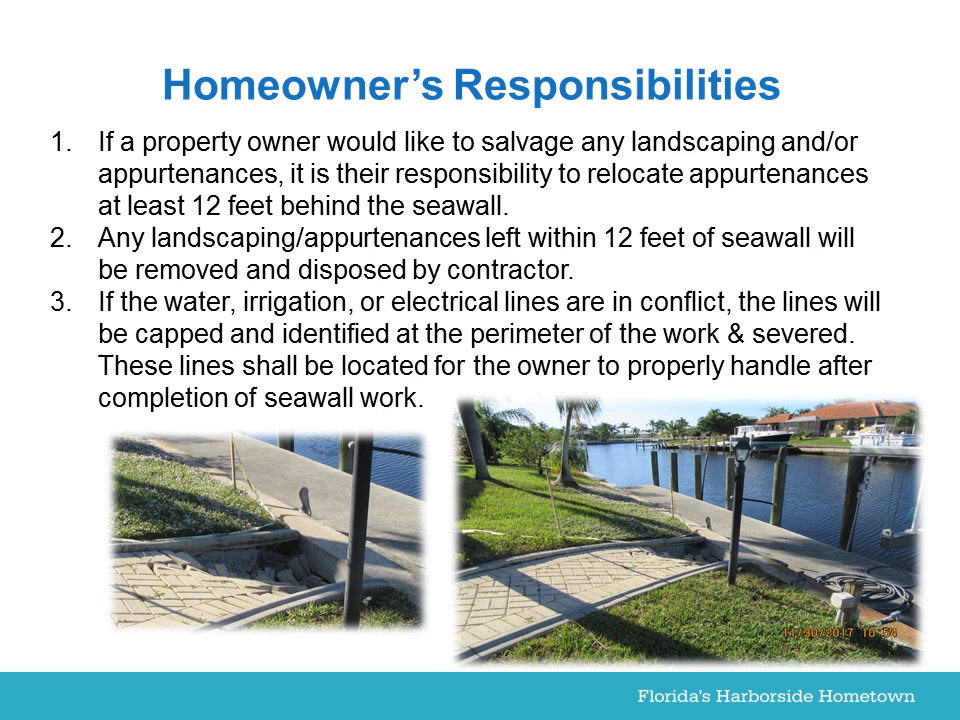 Homeowner’s Responsibilities
1. If a property owner would like to salvage any landscaping and/or
appurtenances, it is their responsibility to relocate appurtenances
at least 12 feet behind the seawall.
2. Any landscaping/appurtenances left within 12 feet of seawall will
be removed and disposed by contractor.
3. If the water, irrigation, or electrical lines are in conflict, the lines will
be capped and identified at the perimeter of the work & severed.
These lines shall be located for the owner to properly handle after
completion of seawall work.
11/30/2017 10 54
Florida’s Harborside Hometown